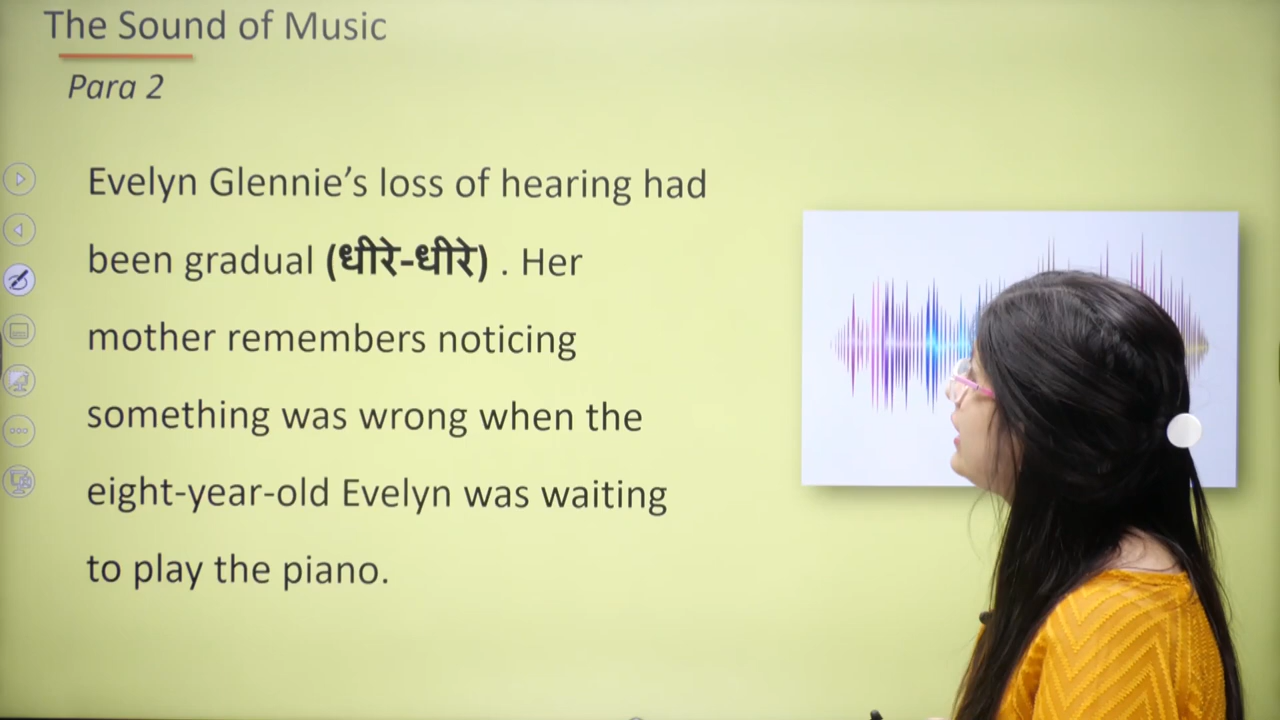 The Sound of Music
Para 2
Evelyn Glennie’s loss of hearing had
been gradual (धीरे-धीरे) . Her
mother remembers noticing
something was wrong when the
eight-year-old Evelyn was waiting
to play the piano.